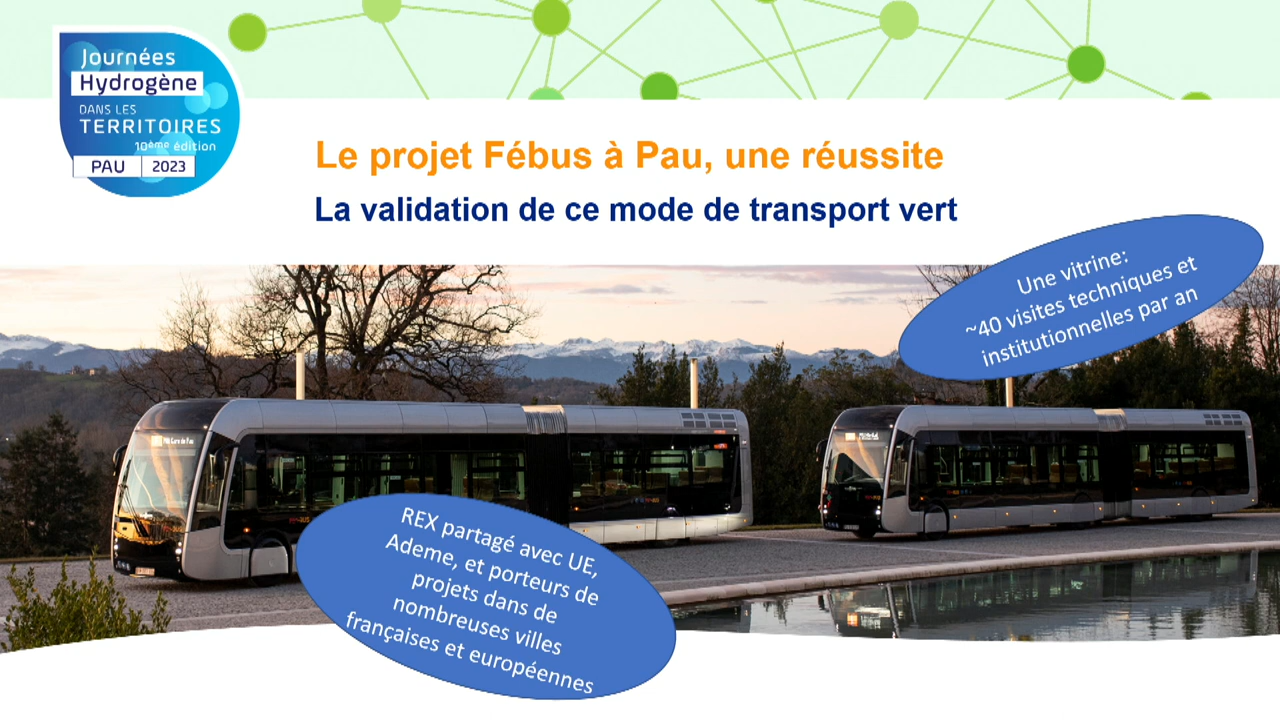 Journées
Hydrogène
DANS LES
TERRITOIRES
10ème édition
PAU 2023
Le projet Fébus à Pau, une réussite
La validation de ce mode de transport vert
Une vitrine:
~40 visites techniques et
institutionnelles par an
REX partagé avec UE,
Ademe, et porteurs de
projets dans de
nombreuses villes
françaises et européennes